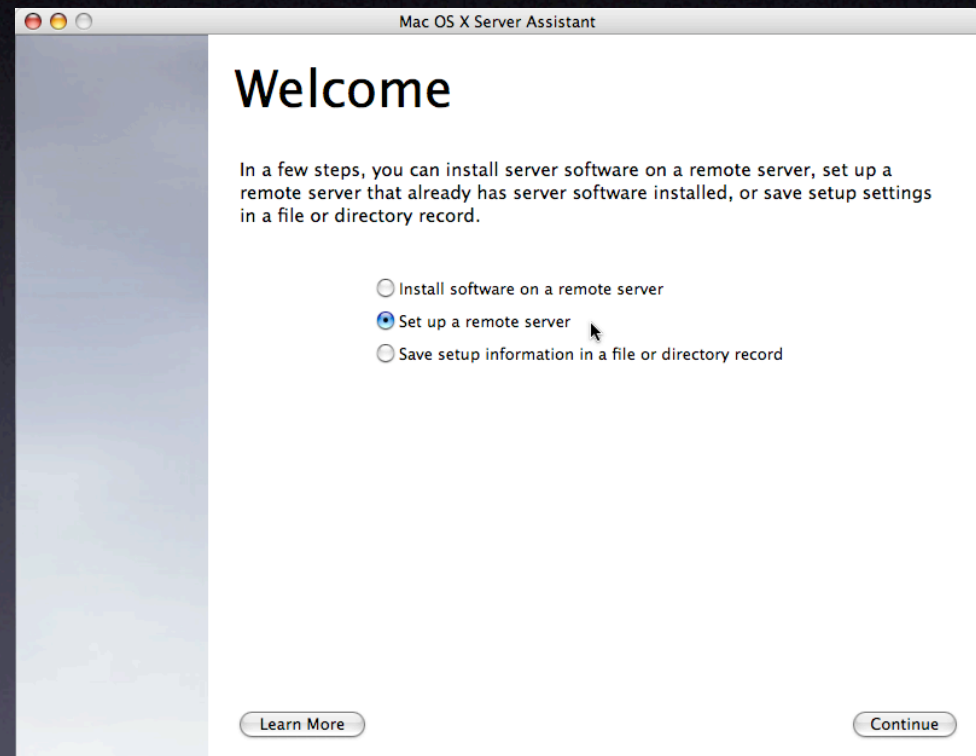 Mac OS X Server Assistant
Welcome
In a few steps, you can install server software on a remote server, set up a
remote server that already has server software installed, or save setup settings
in a file or directory record.
Install software on a remote server
Set up a remote server
Save setup information in a file or directory record
Learn More
Continue